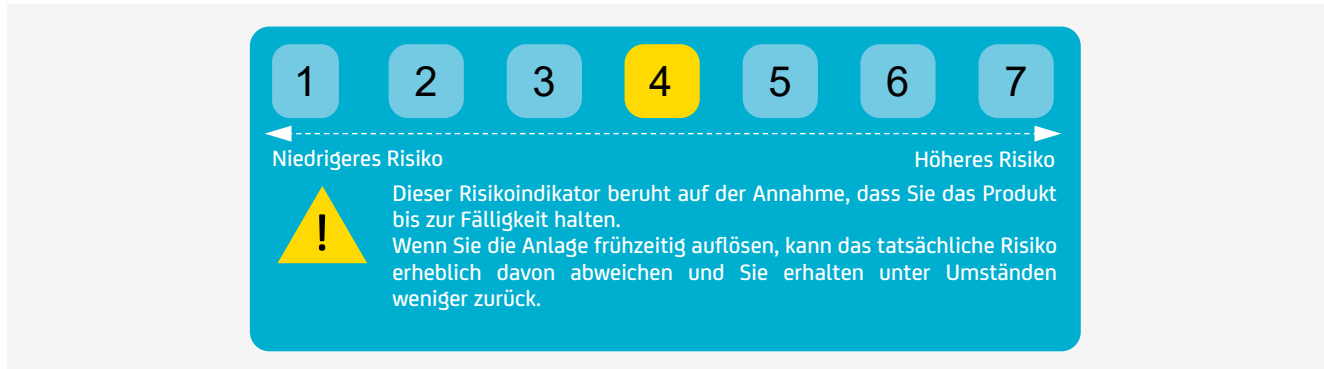 1 2 3 4 5 6 7
Niedrigeres Risiko Höheres Risiko
! Dieser Risikoindikator beruht auf der Annahme, dass Sie das Produkt
bis zur Fälligkeit halten.
Wenn Sie die Anlage frühzeitig auflösen, kann das tatsächliche Risiko
erheblich davon abweichen und Sie erhalten unter Umständen
weniger zurück.